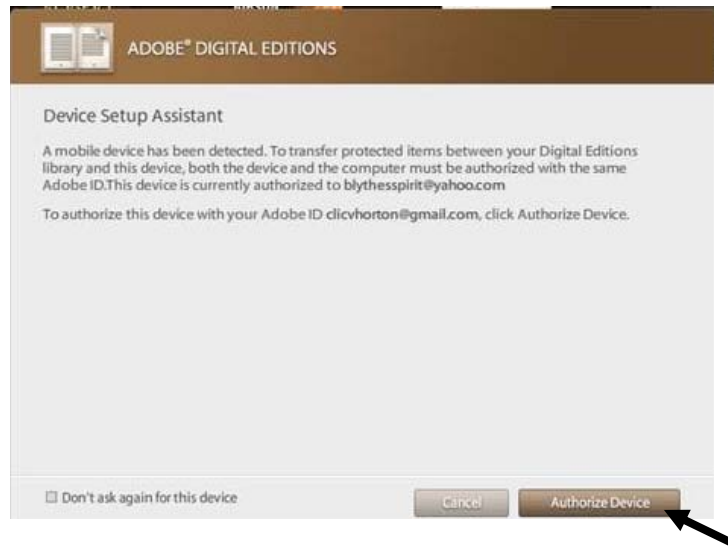 ADOBE® DIGITAL EDITIONS
Device Setup Assistant
A mobile device has been detected. To transfer protected items between your Digital Editions
library and this device, both the device and the computer must be authorized with the same
Adobe ID.This device is currently authorized to blythesspirit@yahoo.com
To authorize this device with your Adobe ID clicvhorton@gmail.com, click Authorize Device.
Don't ask again for this device
Cancel
Authorize Device